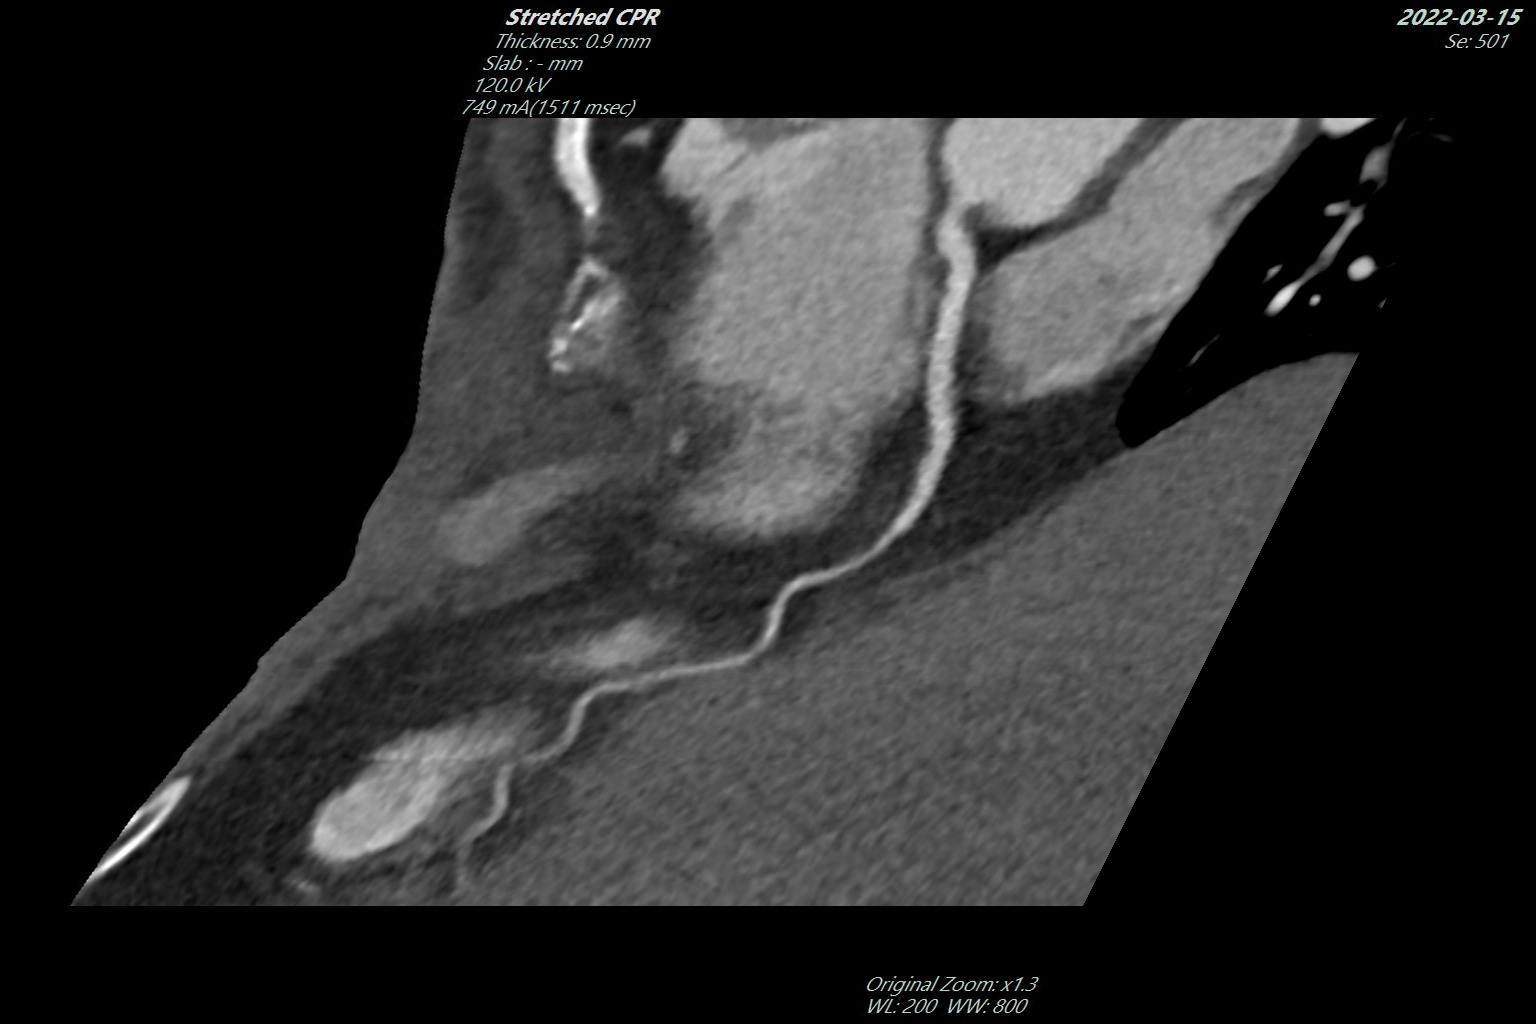 Stretched CPR
Thickness: 0.9 mm
Slab : - mm
120.0 kV
749 mA(1511 msec)
2022-03-15
Se: 501
Original Zoom: x1.3
WL: 200 WW: 800